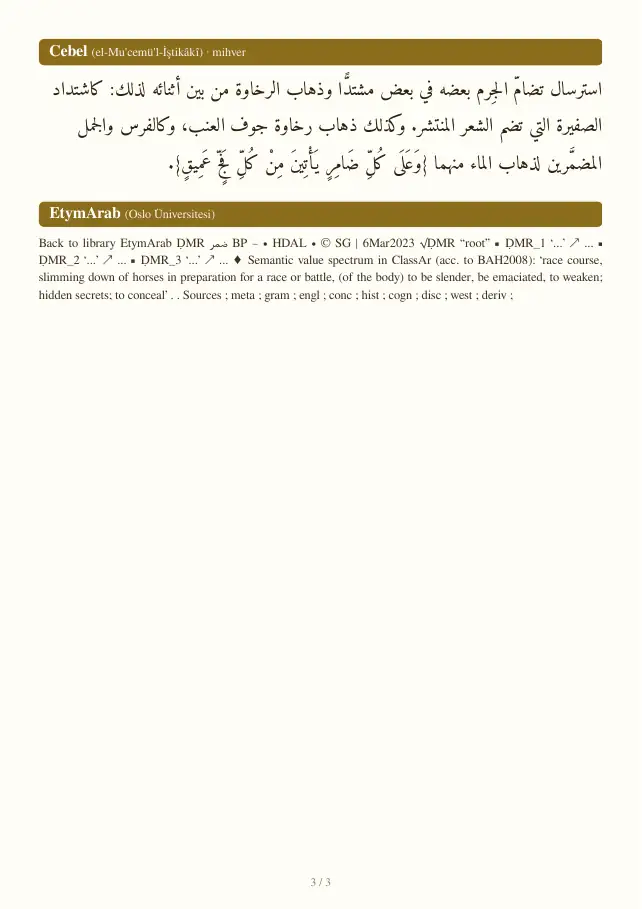 Cebel (el-Mu'cemü'l-İştikâkî) · mihver
استرسال تضامّ الجِرم بعضه في بعض مشتدًّا وذهاب الرخاوة من بين أثنائه لذلك: كاشتداد
الضفيرة التي تضم الشعر المنتشر. وكذلك ذهاب رخاوة جوف العنب، وكالفرس والجمل
المضمَّرين لذهاب الماء منهما {وَعَلَى كُلِّ ضَامِرٍ يَأْتِينَ مِنْ كُلِّ فَجٍّ عَمِيقٍ}.
EtymArab (Oslo Üniversitesi)
Back to library EtymArab ḌMR ضمر BP – • HDAL • © SG | 6Mar2023 √ḌMR “root” ▪ ḌMR_1 ‘...’ ↗ ... ▪
ḌMR_2 ‘...’ ↗ ... ▪ ḌMR_3 ‘...’ ↗ ... ♦ Semantic value spectrum in ClassAr (acc. to BAH2008): ‘race course,
slimming down of horses in preparation for a race or battle, (of the body) to be slender, be emaciated, to weaken;
hidden secrets; to conceal’ . . Sources ; meta ; gram ; engl ; conc ; hist ; cogn ; disc ; west ; deriv ;
3 / 3